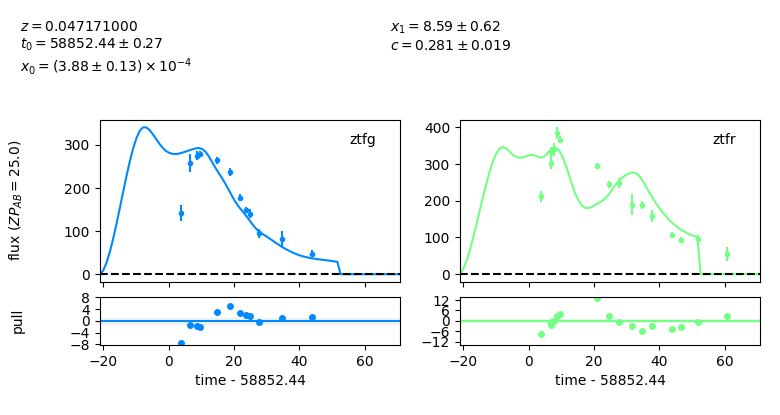 z = 0.047171000
t₀ = 58852.44 ± 0.27
x₀ = (3.88 ± 0.13) × 10⁻⁴
x₁ = 8.59 ± 0.62
c = 0.281 ± 0.019
flux (ZP_AB = 25.0)
300
200
100
0
ztfg
400
300
200
100
0
ztfr
pull
8
4
0
−4
−8
−20 0 20 40 60
time - 58852.44
12
6
0
−6
−12
−20 0 20 40 60
time - 58852.44